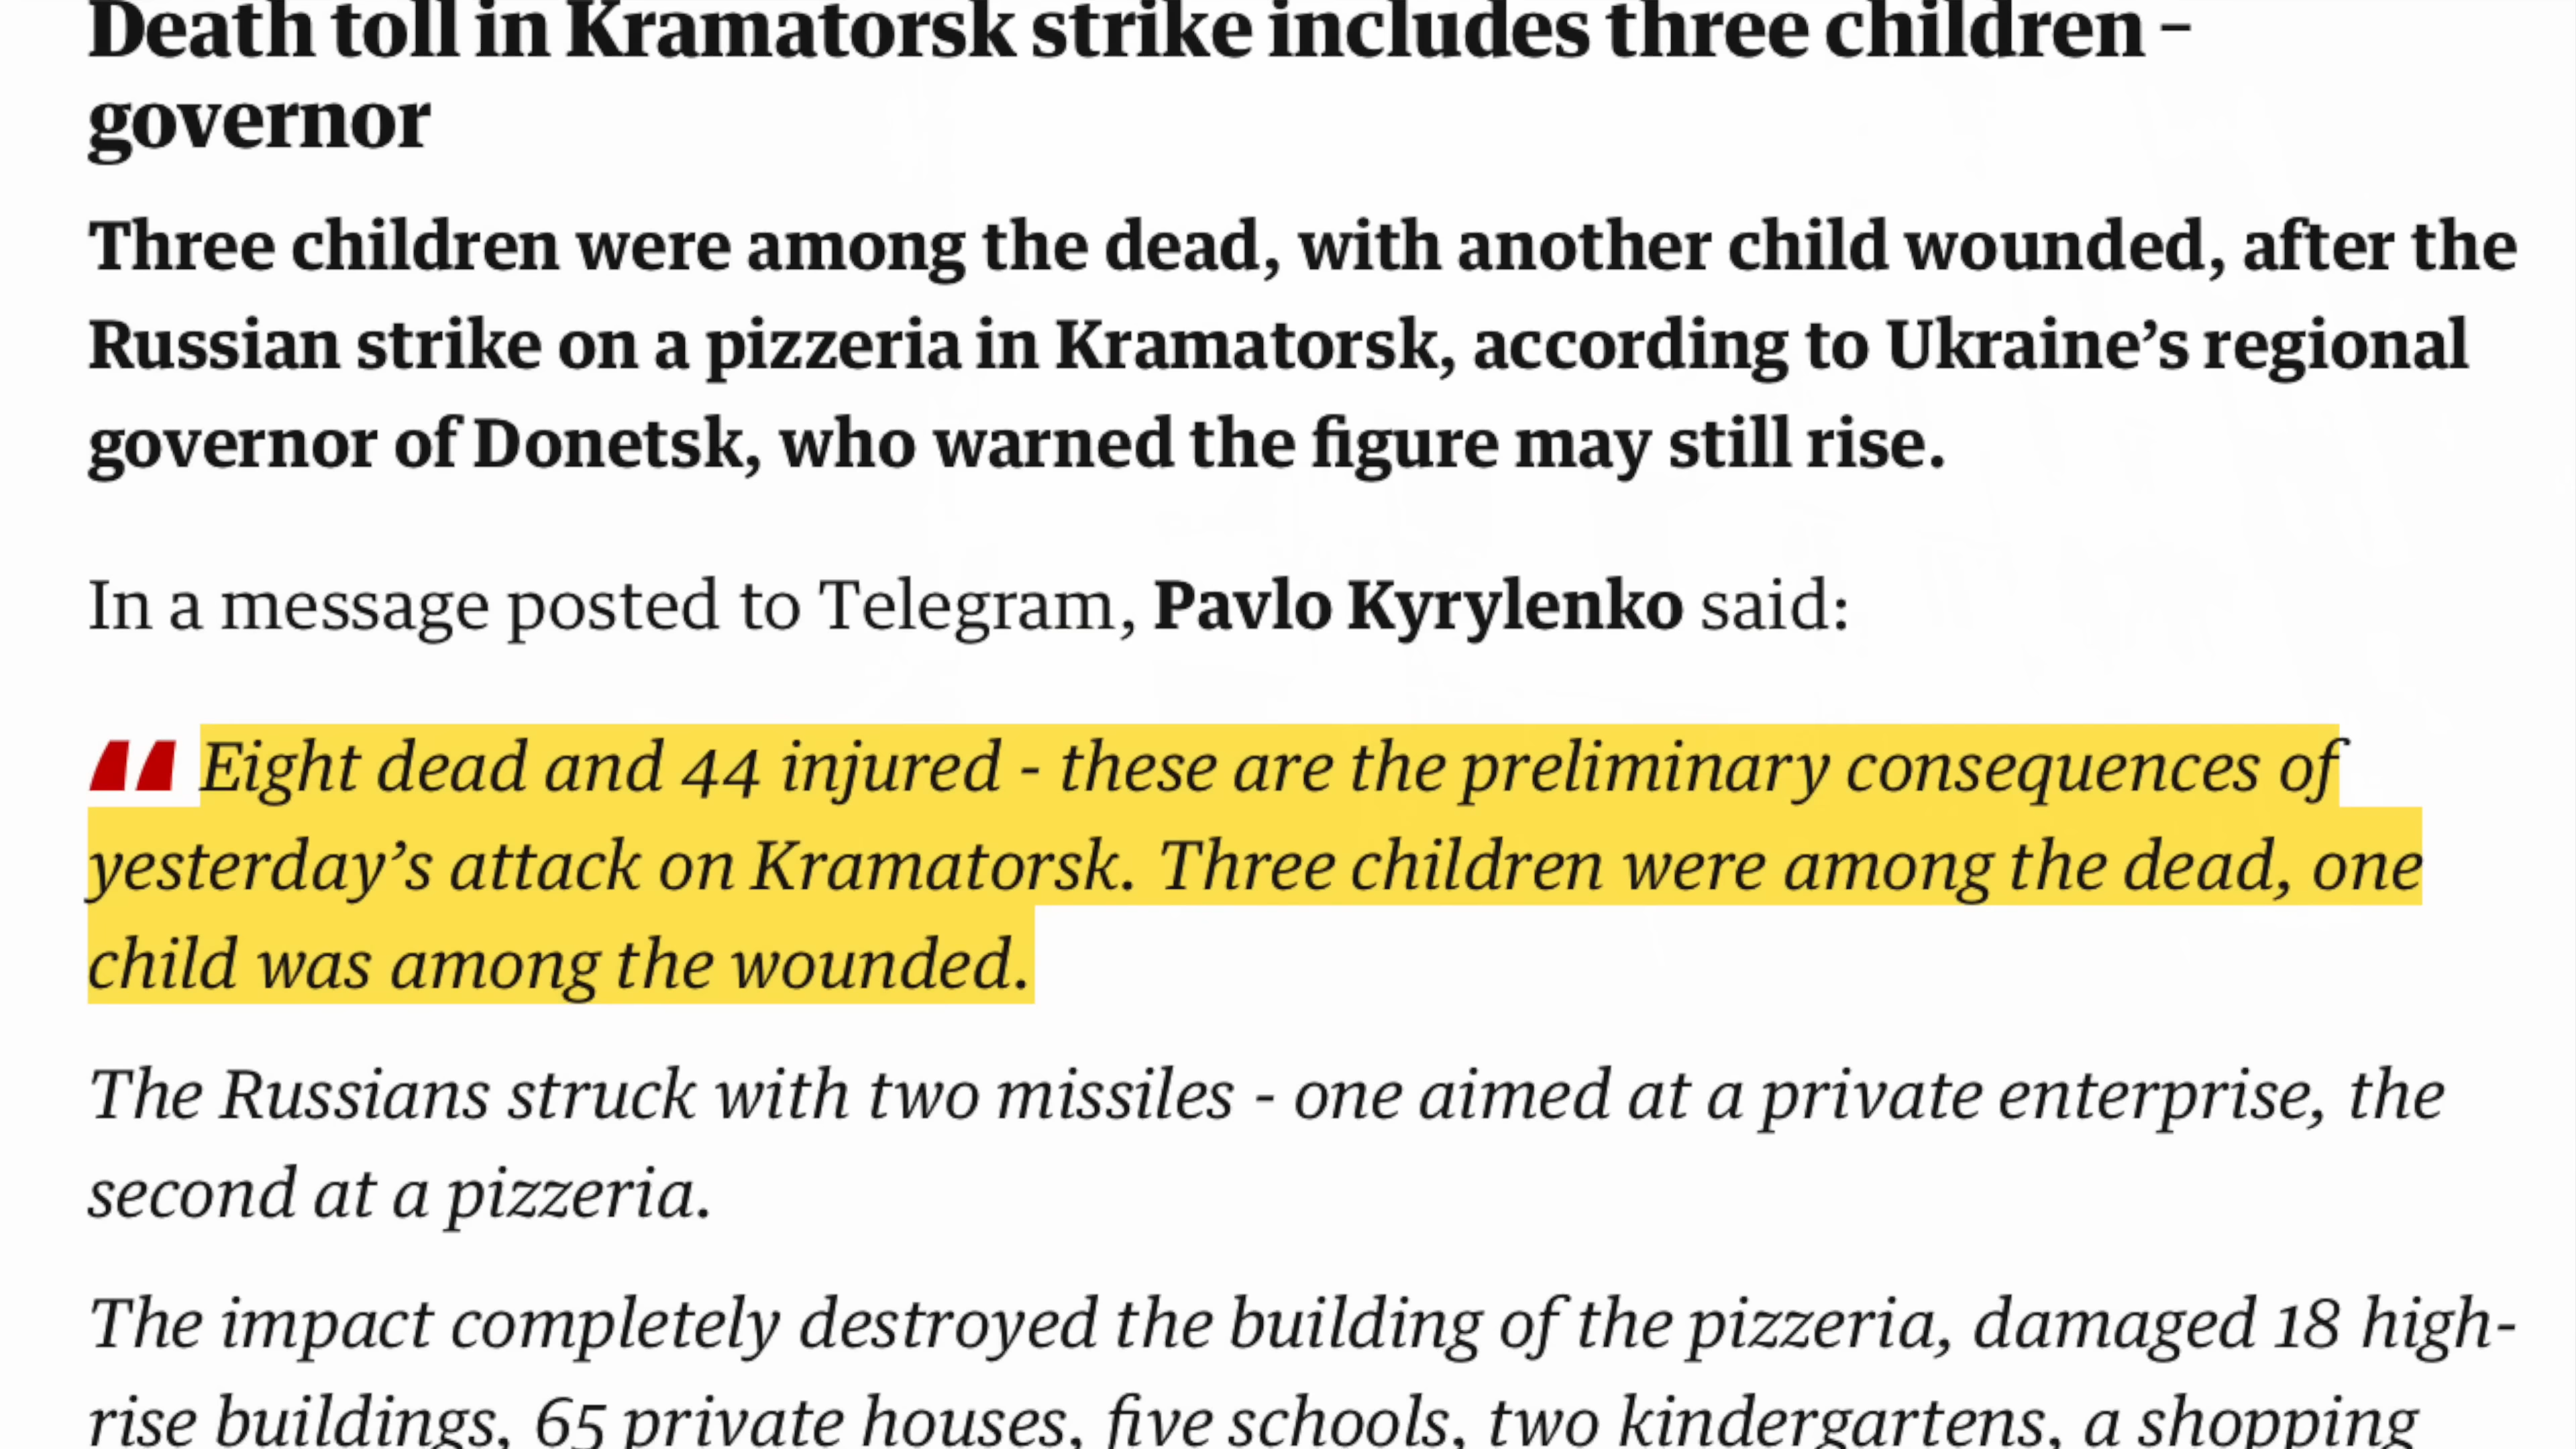 Death toll in Kramatorsk strike includes three children –
governor
Three children were among the dead, with another child wounded, after the
Russian strike on a pizzeria in Kramatorsk, according to Ukraine’s regional
governor of Donetsk, who warned the figure may still rise.
In a message posted to Telegram, Pavlo Kyrylenko said:
“ Eight dead and 44 injured - these are the preliminary consequences of
yesterday’s attack on Kramatorsk. Three children were among the dead, one
child was among the wounded.
The Russians struck with two missiles - one aimed at a private enterprise, the
second at a pizzeria.
The impact completely destroyed the building of the pizzeria, damaged 18 high-
rise buildings, 65 private houses, five schools, two kindergartens, a shopping